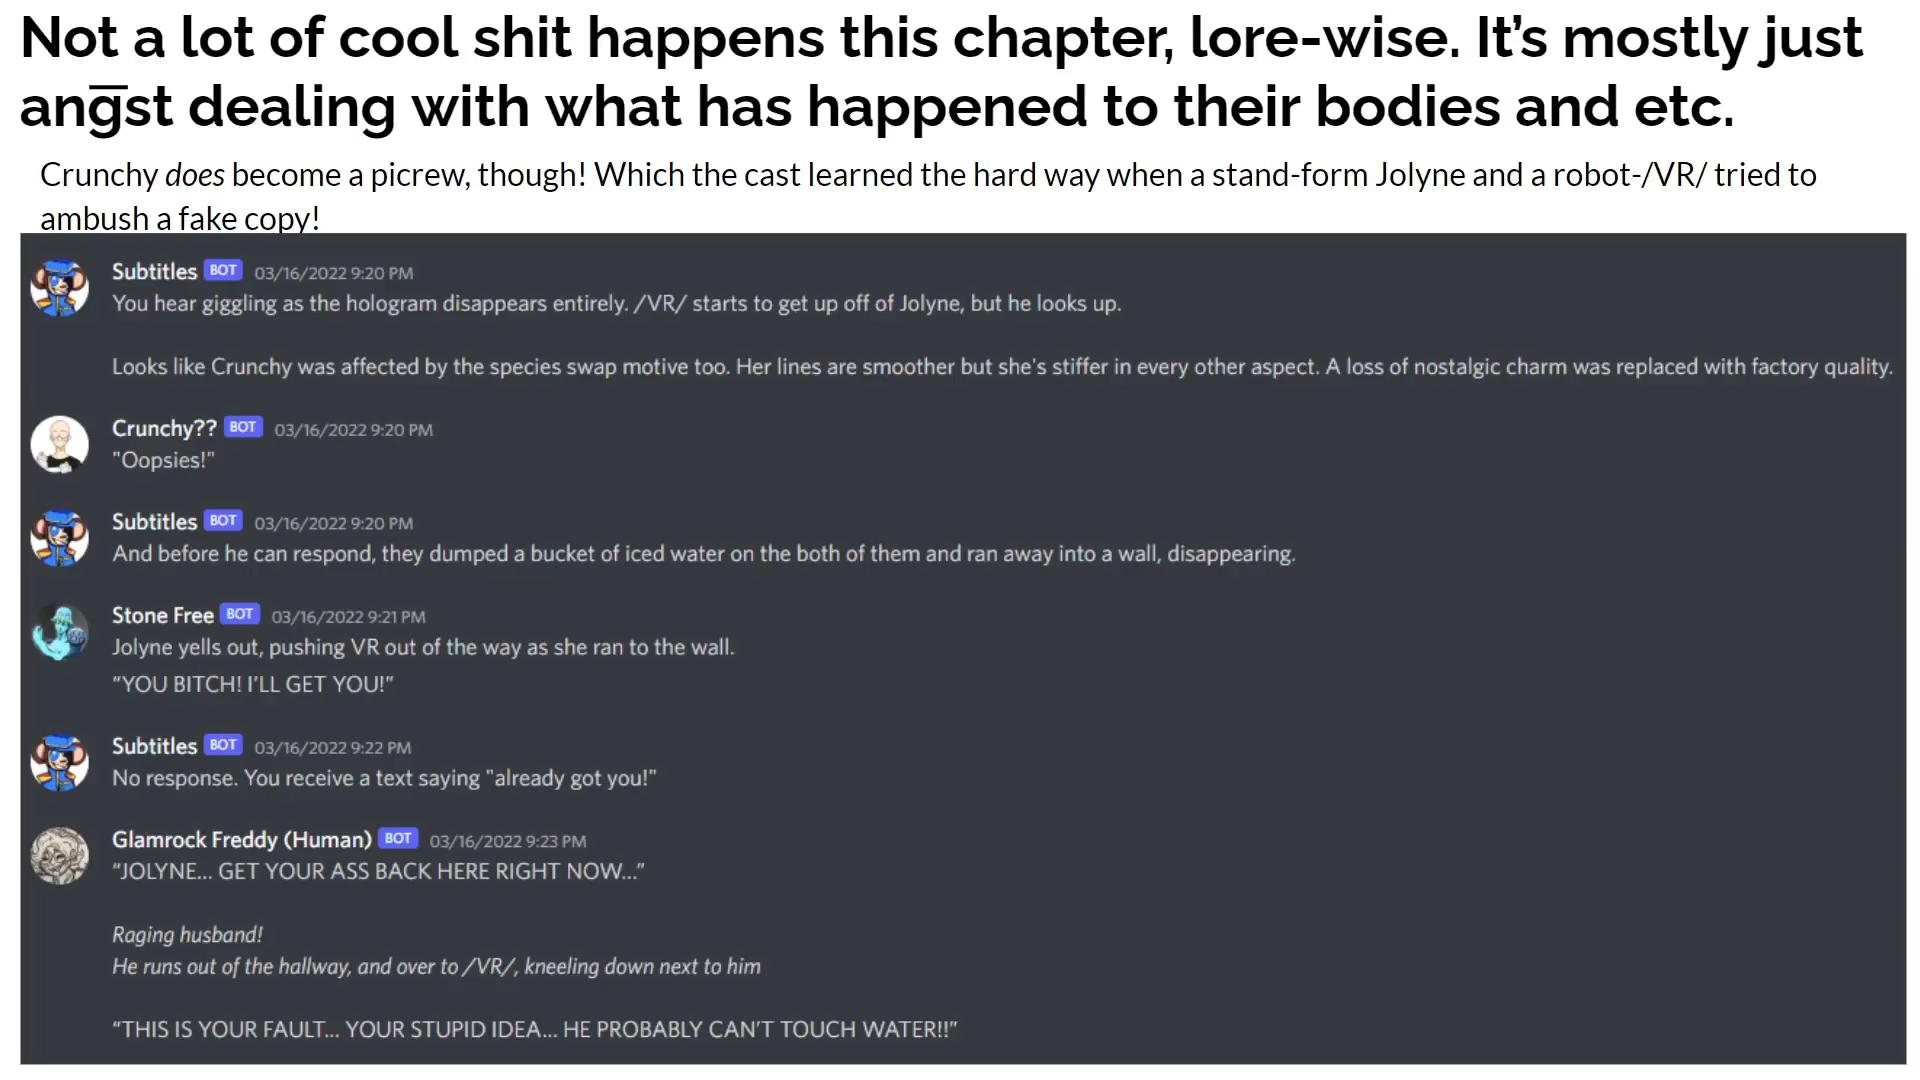 Not a lot of cool shit happens this chapter, lore-wise. It’s mostly just
angst dealing with what has happened to their bodies and etc.
Crunchy does become a picrew, though! Which the cast learned the hard way when a stand-form Jolyne and a robot-/VR/ tried to
ambush a fake copy!
Subtitles BOT 03/16/2022 9:20 PM
You hear giggling as the hologram disappears entirely. /VR/ starts to get up off of Jolyne, but he looks up.
Looks like Crunchy was affected by the species swap motive too. Her lines are smoother but she's stiffer in every other aspect. A loss of nostalgic charm was replaced with factory quality.
Crunchy?? BOT 03/16/2022 9:20 PM
"Oopsies!"
Subtitles BOT 03/16/2022 9:20 PM
And before he can respond, they dumped a bucket of iced water on the both of them and ran away into a wall, disappearing.
Stone Free BOT 03/16/2022 9:21 PM
Jolyne yells out, pushing VR out of the way as she ran to the wall.
“YOU BITCH! I’LL GET YOU!”
Subtitles BOT 03/16/2022 9:22 PM
No response. You receive a text saying "already got you!"
Glamrock Freddy (Human) BOT 03/16/2022 9:23 PM
“JOLYNE... GET YOUR ASS BACK HERE RIGHT NOW...”
Raging husband!
He runs out of the hallway, and over to /VR/, kneeling down next to him
“THIS IS YOUR FAULT... YOUR STUPID IDEA... HE PROBABLY CAN’T TOUCH WATER!!”